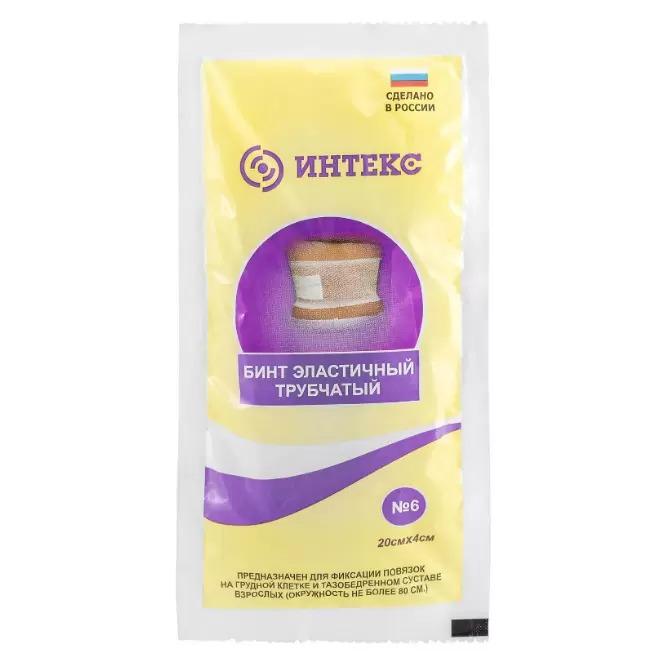 СДЕЛАНО
В РОССИИ
ИНТЕКС
БИНТ ЭЛАСТИЧНЫЙ
ТРУБЧАТЫЙ
№6
20смХ4см
ПРЕДНАЗНАЧЕН ДЛЯ ФИКСАЦИИ ПОВЯЗОК
НА ГРУДНОЙ КЛЕТКЕ И ТАЗОБЕДРЕННОМ СУСТАВЕ
ВЗРОСЛЫХ (ОКРУЖНОСТЬ НЕ БОЛЕЕ 80 СМ.)